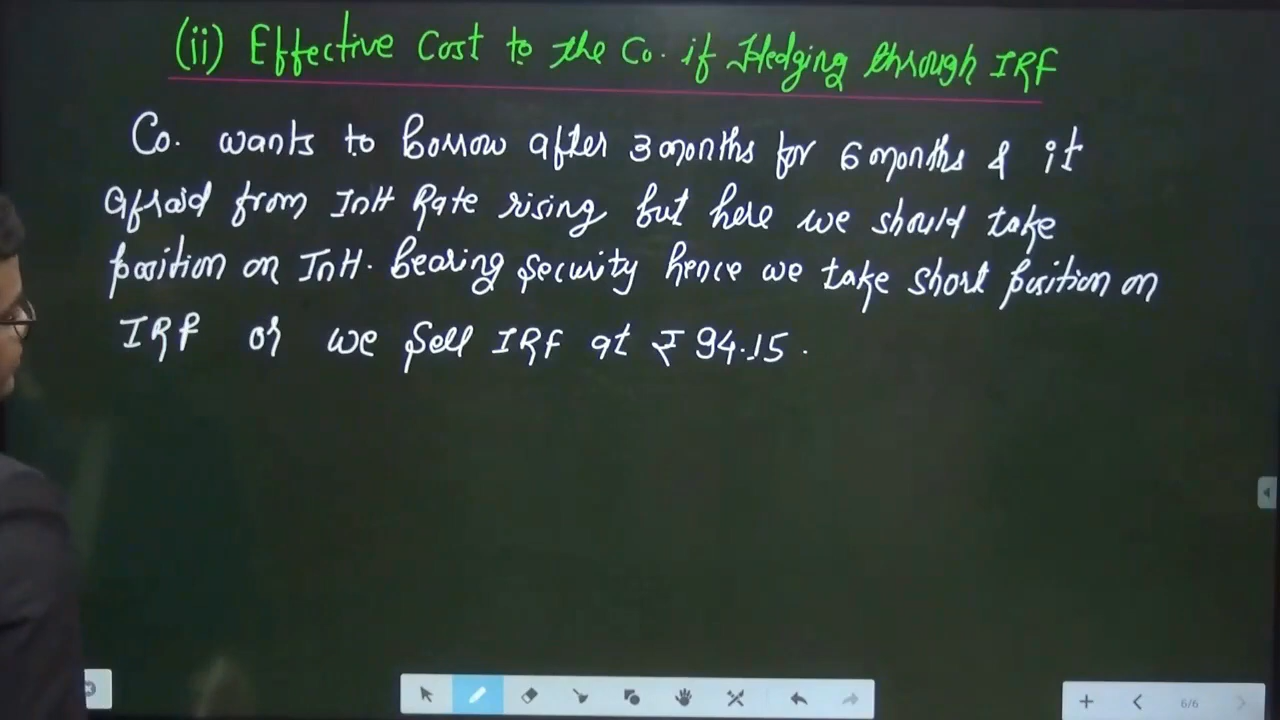 (ii) Effective Cost to the Co. if Hedging through IRF
Co. wants to borrow after 3 months for 6 months & it
afraid from Intt Rate rising but here we should take
position on Intt. bearing security hence we take short position on
IRF or we sell IRF at ₹ 94.15.
6/6